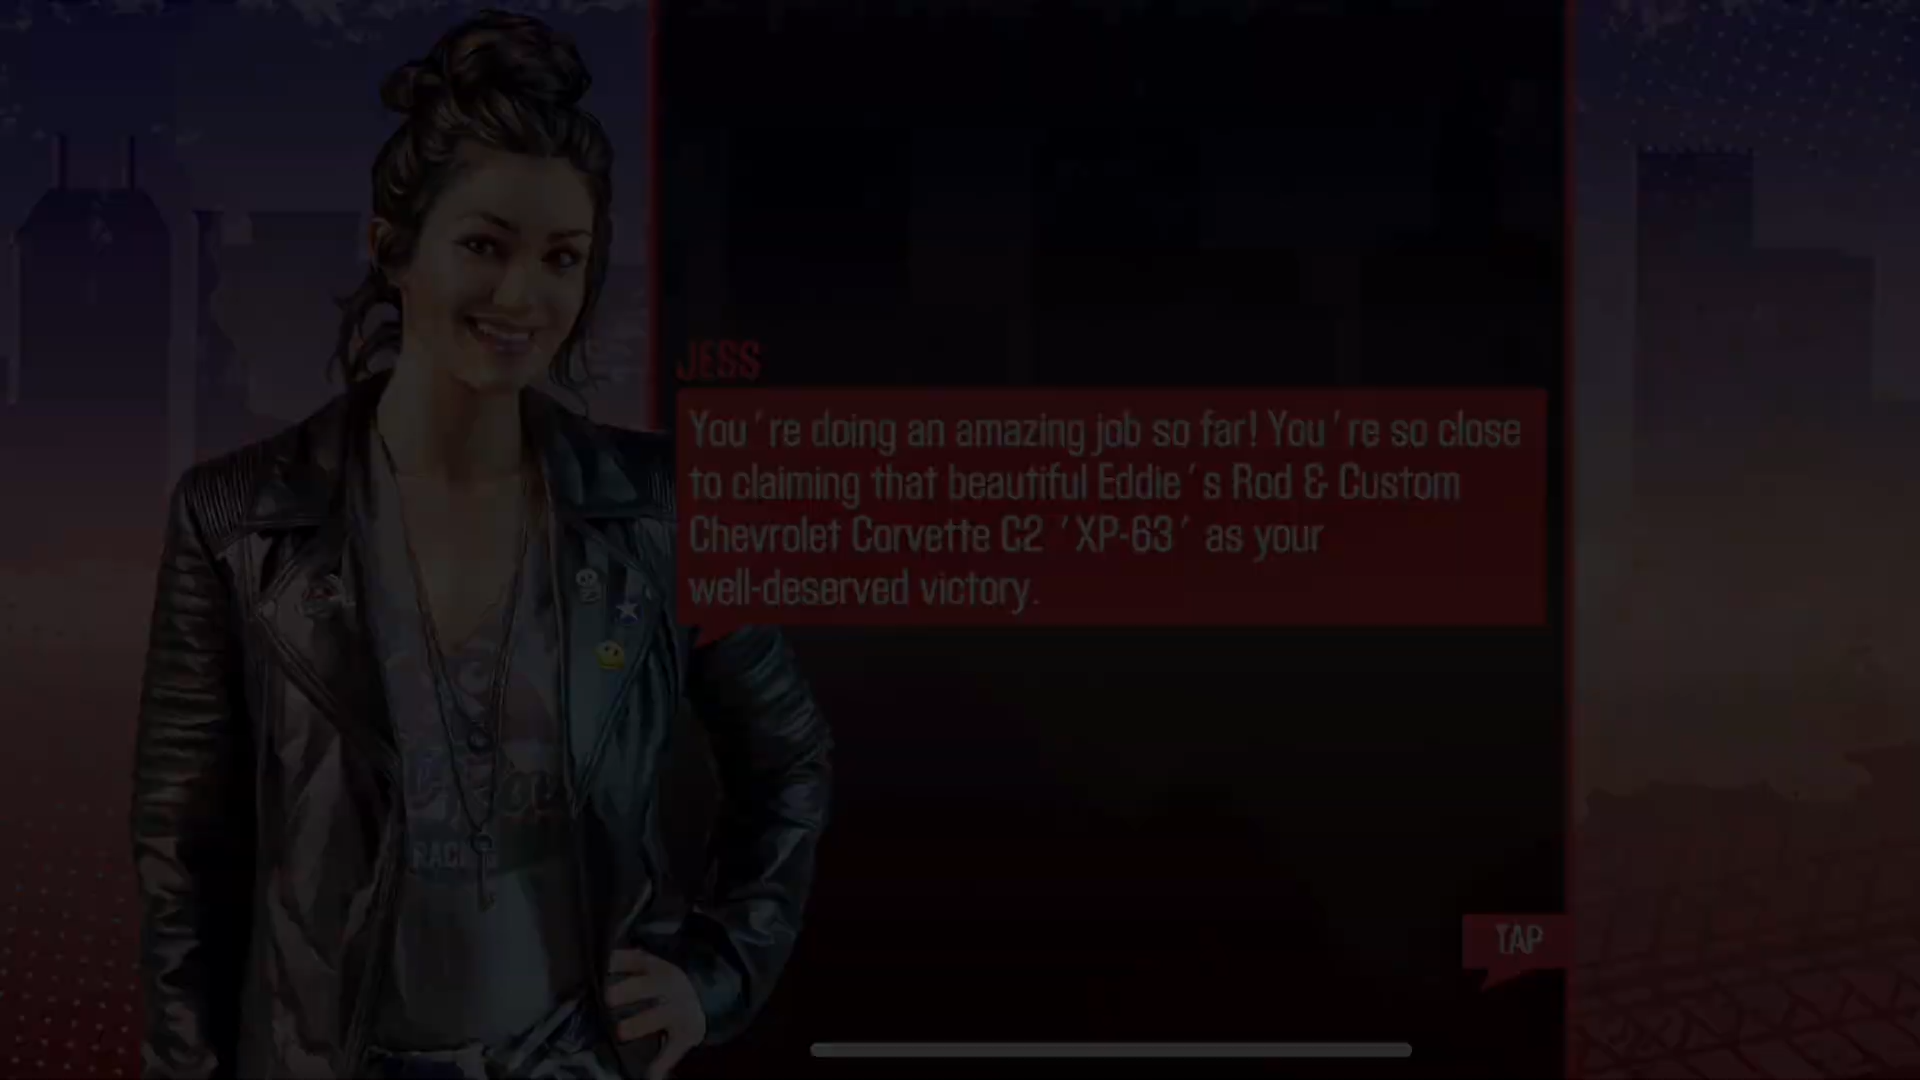 JESS
You're doing an amazing job so far! You're so close
to claiming that beautiful Eddie's Rod & Custom
Chevrolet Corvette C2 'XP-63' as your
well-deserved victory.
TAP